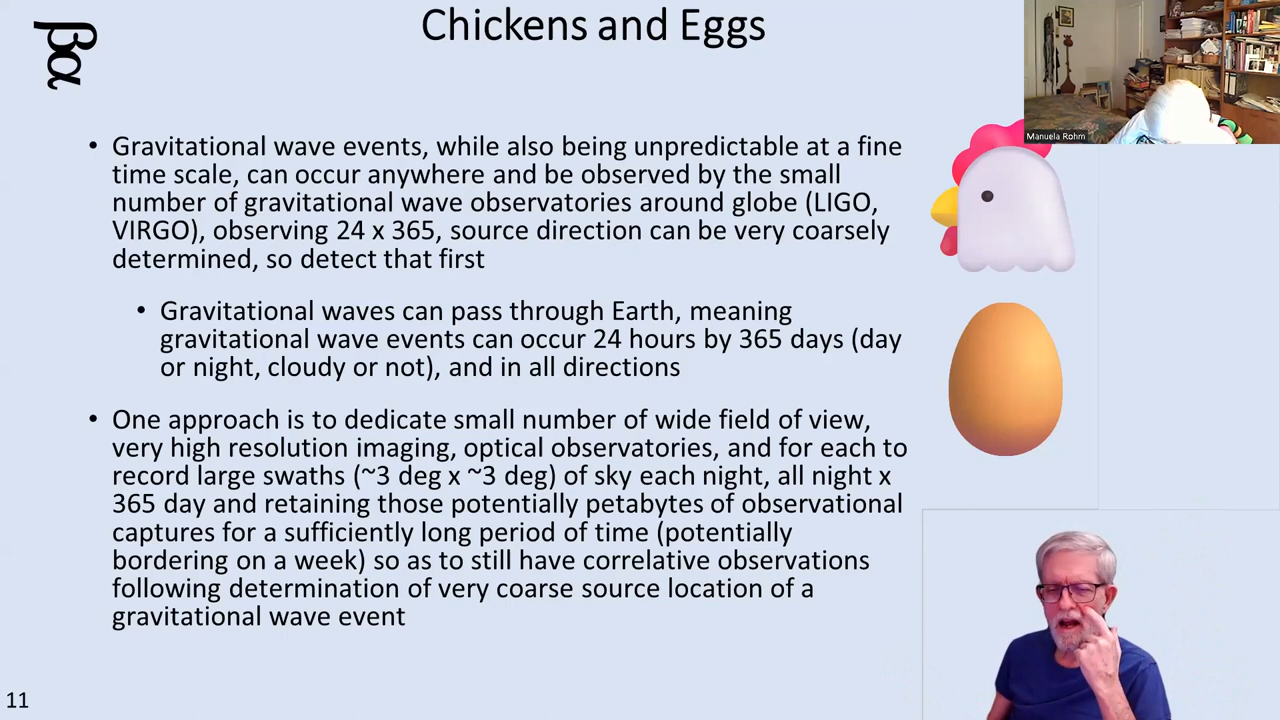 βα
Chickens and Eggs
Manuela Rohm
• Gravitational wave events, while also being unpredictable at a fine
time scale, can occur anywhere and be observed by the small
number of gravitational wave observatories around globe (LIGO,
VIRGO), observing 24 x 365, source direction can be very coarsely
determined, so detect that first
• Gravitational waves can pass through Earth, meaning
gravitational wave events can occur 24 hours by 365 days (day
or night, cloudy or not), and in all directions
• One approach is to dedicate small number of wide field of view,
very high resolution imaging, optical observatories, and for each to
record large swaths (~3 deg x ~3 deg) of sky each night, all night x
365 day and retaining those potentially petabytes of observational
captures for a sufficiently long period of time (potentially
bordering on a week) so as to still have correlative observations
following determination of very coarse source location of a
gravitational wave event
11